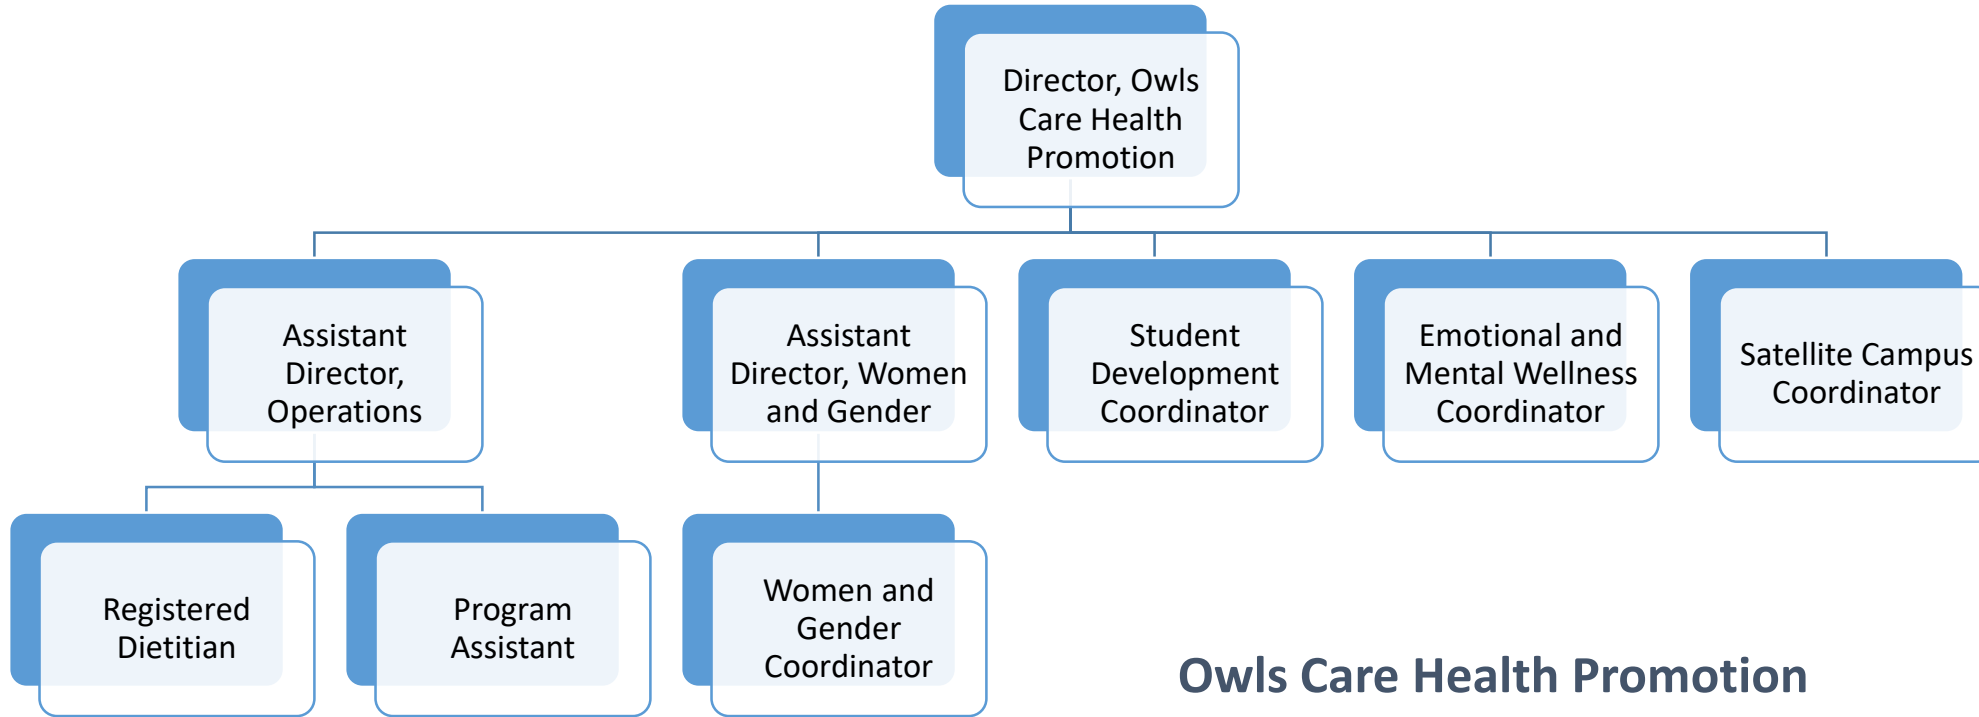 Director, Owls
Care Health
Promotion
Assistant
Director,
Operations
Assistant
Director, Women
and Gender
Student
Development
Coordinator
Emotional and
Mental Wellness
Coordinator
Satellite Campus
Coordinator
Registered
Dietitian
Program
Assistant
Women and
Gender
Coordinator
Owls Care Health Promotion